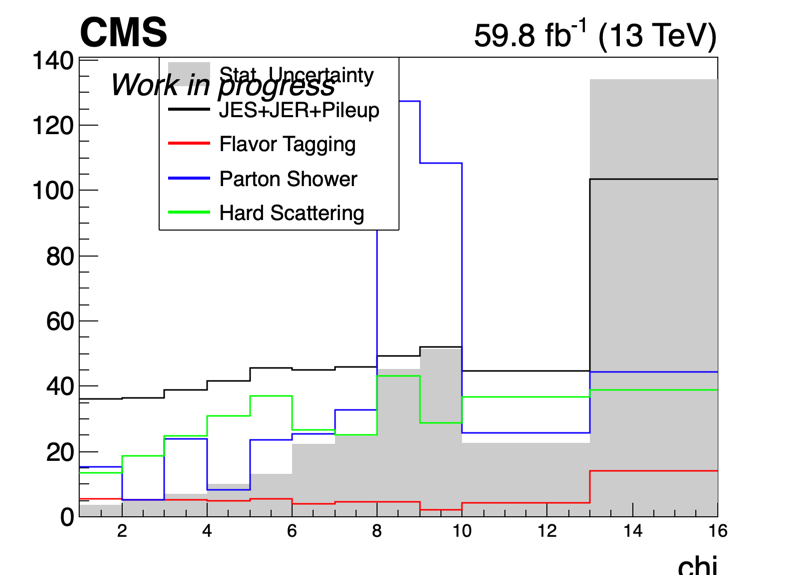 CMS 59.8 fb-1 (13 TeV)
Work in progress
Stat. Uncertainty
JES+JER+Pileup
Flavor Tagging
Parton Shower
Hard Scattering
140
120
100
80
60
40
20
0
2 4 6 8 10 12 14 16
chi